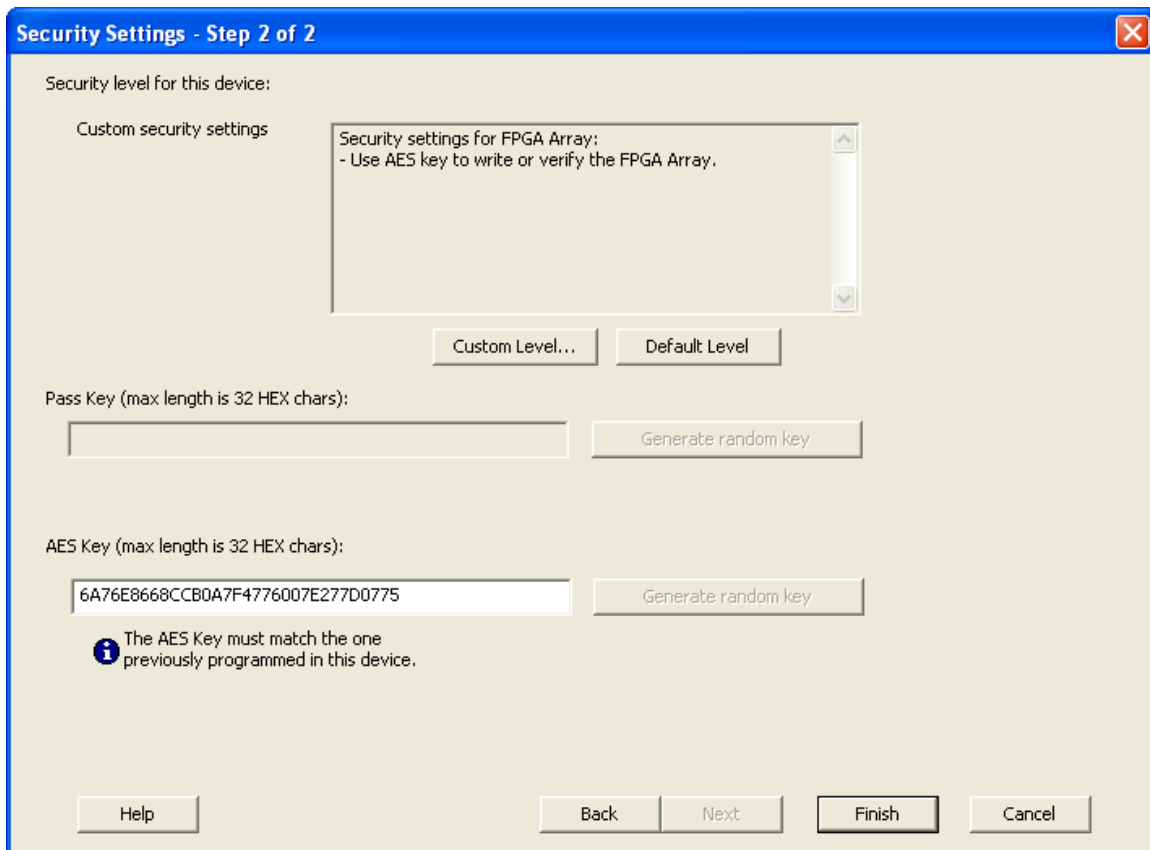 Security Settings - Step 2 of 2
Security level for this device:
Custom security settings
Security settings for FPGA Array:
- Use AES key to write or verify the FPGA Array.
Custom Level...
Default Level
Pass Key (max length is 32 HEX chars):
Generate random key
AES Key (max length is 32 HEX chars):
6A76E8668CCB0A7F4776007E277D0775
Generate random key
The AES Key must match the one
previously programmed in this device.
Help
Back
Next
Finish
Cancel